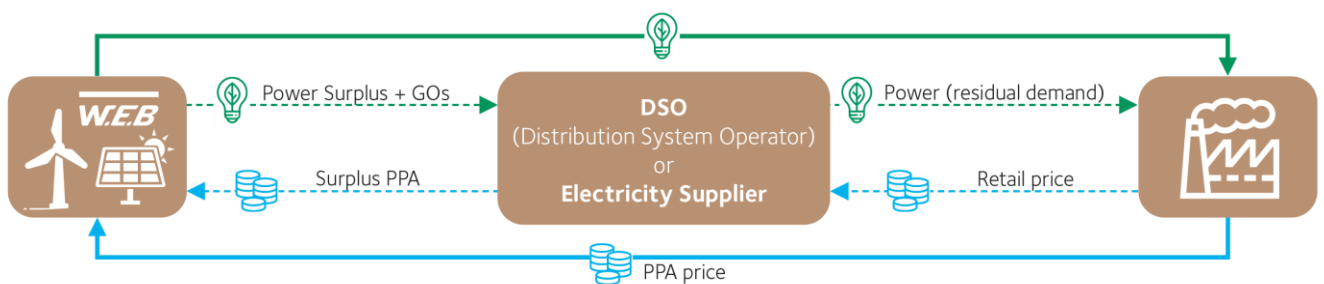 W.E.B
Power Surplus + GOs
DSO
(Distribution System Operator)
or
Electricity Supplier
Power (residual demand)
Surplus PPA
Retail price
PPA price